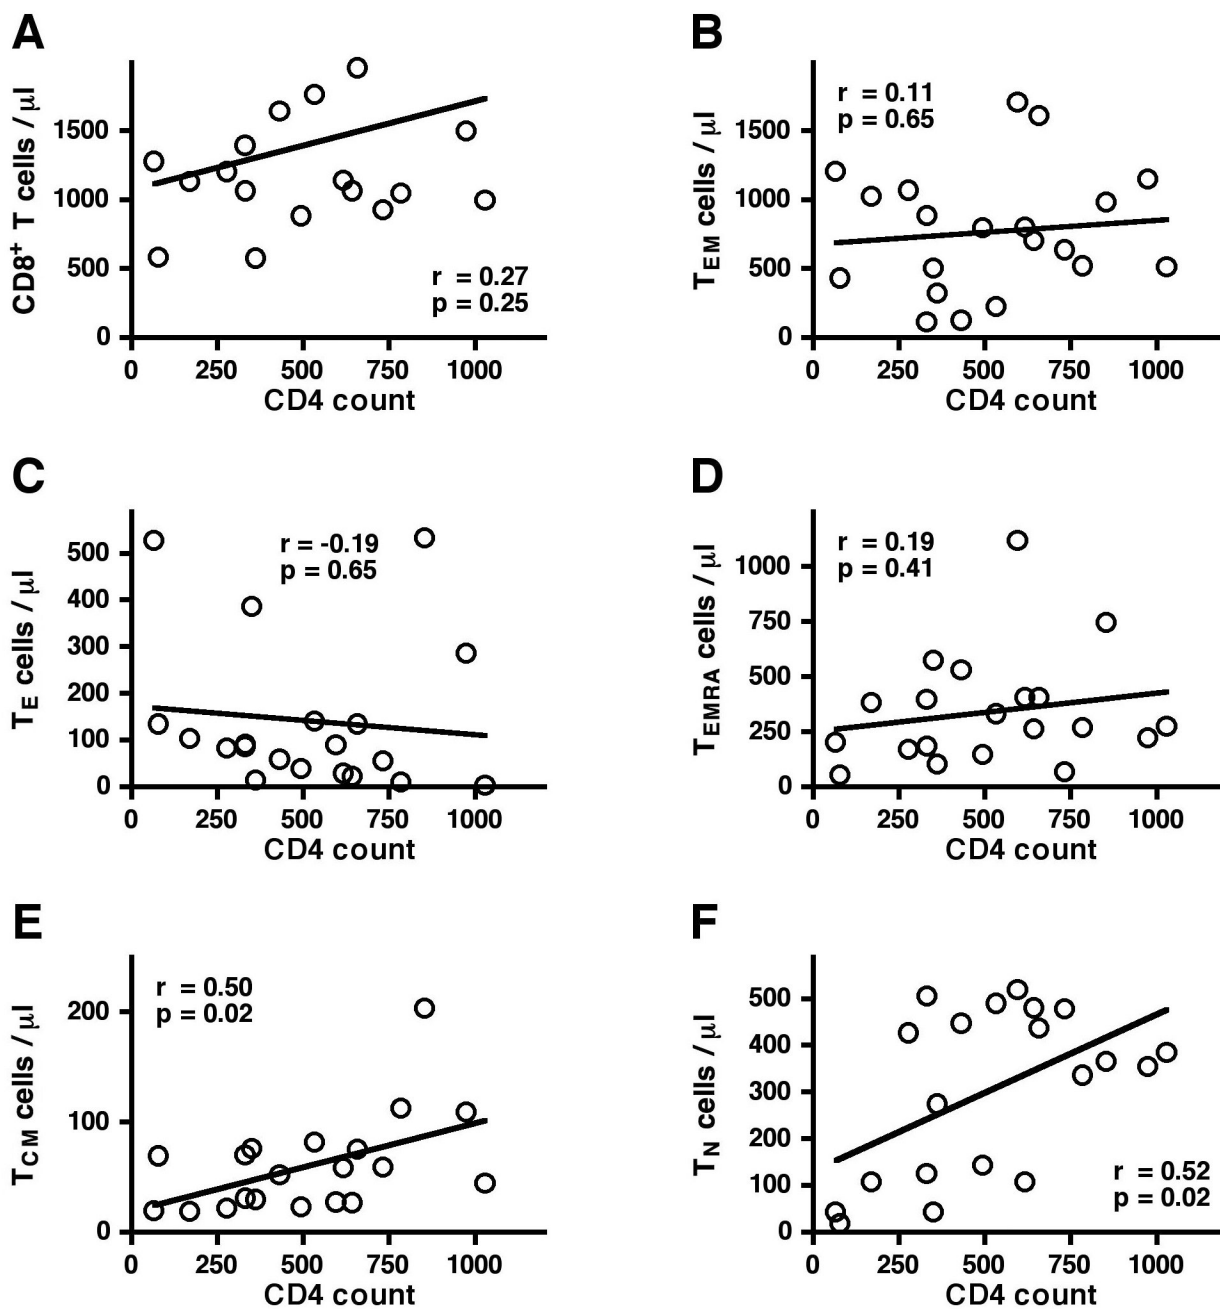 A
CD8⁺ T cells / μl
1500
1000
500
0
r = 0.27
p = 0.25
0 250 500 750 1000
CD4 count
B
TEM cells / μl
1500
1000
500
0
r = 0.11
p = 0.65
0 250 500 750 1000
CD4 count
C
TE cells / μl
500
400
300
200
100
0
r = -0.19
p = 0.65
0 250 500 750 1000
CD4 count
D
TEMRA cells / μl
1000
750
500
250
0
r = 0.19
p = 0.41
0 250 500 750 1000
CD4 count
E
TCM cells / μl
200
100
0
r = 0.50
p = 0.02
0 250 500 750 1000
CD4 count
F
TN cells / μl
500
400
300
200
100
0
r = 0.52
p = 0.02
0 250 500 750 1000
CD4 count